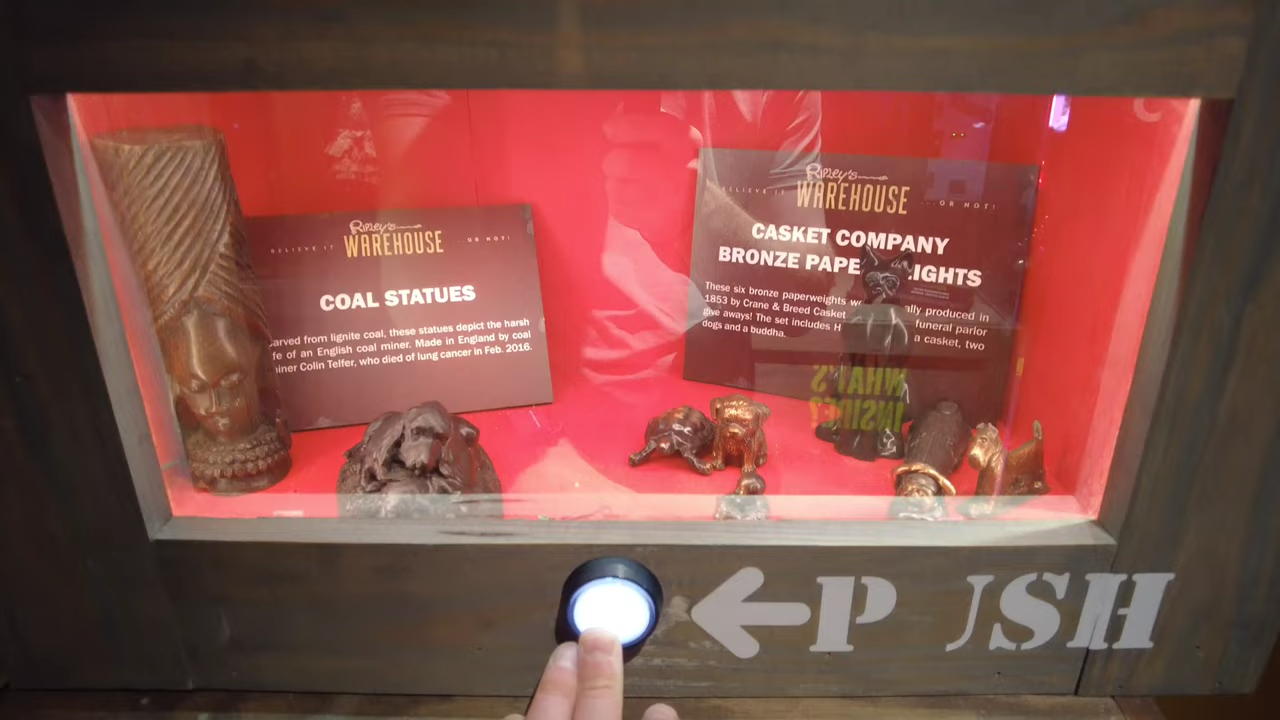 Ripley's
BELIEVE IT WAREHOUSE ...OR NOT!
COAL STATUES
arved from lignite coal, these statues depict the harsh
fe of an English coal miner. Made in England by coal
iner Colin Telfer, who died of lung cancer in Feb. 2016.
Ripley's
BELIEVE IT WAREHOUSE ...OR NOT!
CASKET COMPANY
BRONZE PAPE IGHTS
These six bronze paperweights we ally produced in
1853 by Crane & Breed Casket funeral parlor
give aways! The set includes H a casket, two
dogs and a buddha.
WHAT'S
INSIDE?
P USH